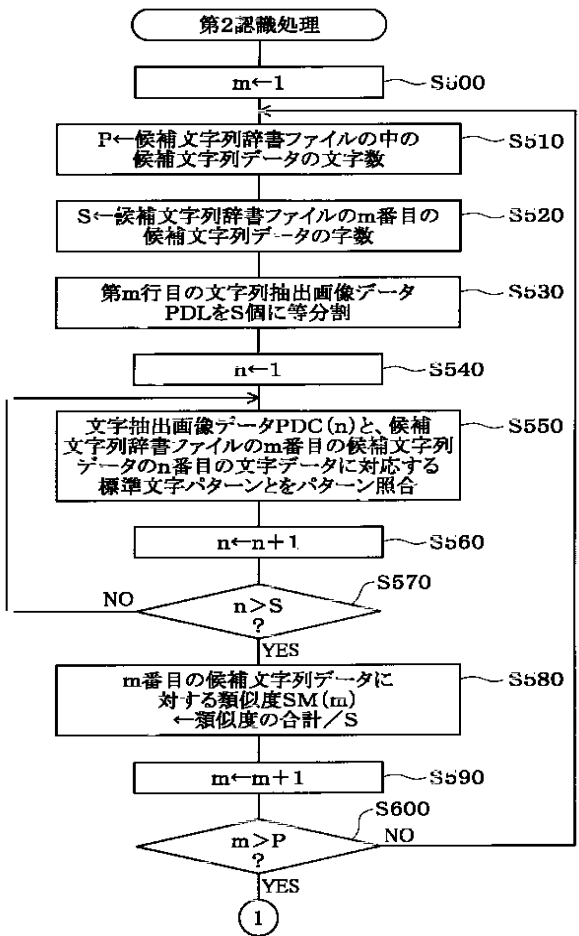 第2認識処理
m←1
S500
P←候補文字列辞書ファイルの中の
候補文字列データの文字数
S510
S←候補文字列辞書ファイルのm番目の
候補文字列データの字数
S520
第m行目の文字列抽出画像データ
PDLをS個に等分割
S530
n←1
S540
文字抽出画像データPDC(n)と、候補
文字列辞書ファイルのm番目の候補文字列
データのn番目の文字データに対応する
標準文字パターンとをパターン照合
S550
n←n+1
S560
S570
NO
n>S
?
YES
m番目の候補文字列データに
対する類似度SM(m)
←類似度の合計/S
S580
m←m+1
S590
S600
m>P
?
NO
YES
1